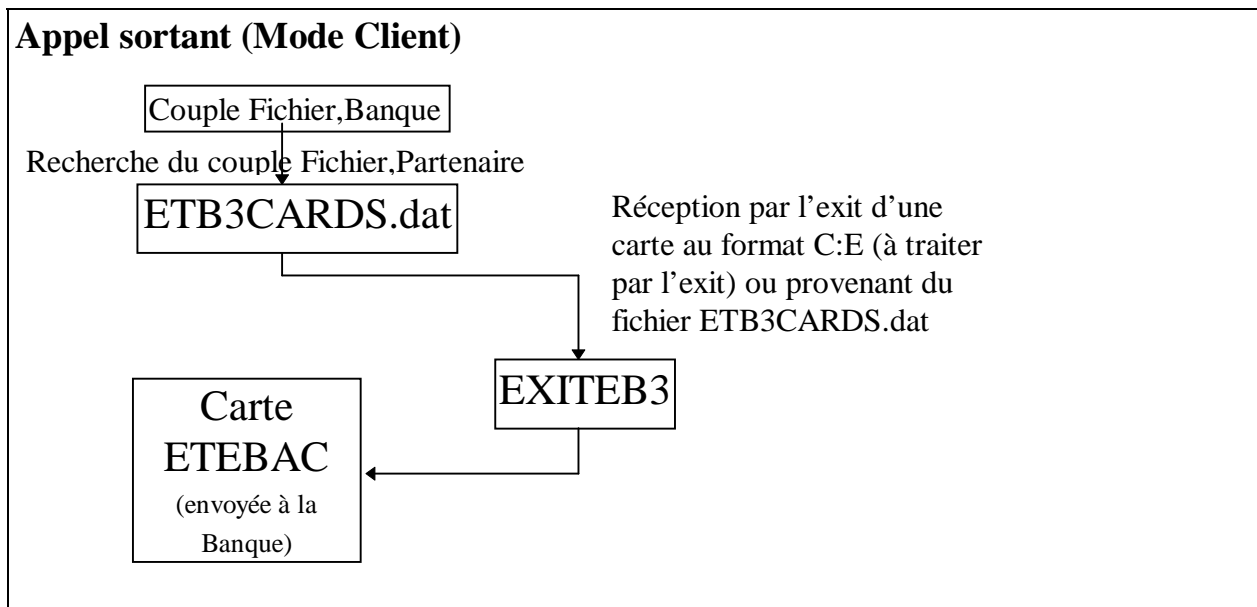 Appel sortant (Mode Client)
Couple Fichier,Banque
Recherche du couple Fichier,Partenaire
ETB3CARDS.dat
Réception par l’exit d’une
carte au format C:E (à traiter
par l’exit) ou provenant du
fichier ETB3CARDS.dat
EXITEB3
Carte
ETEBAC
(envoyée à la
Banque)